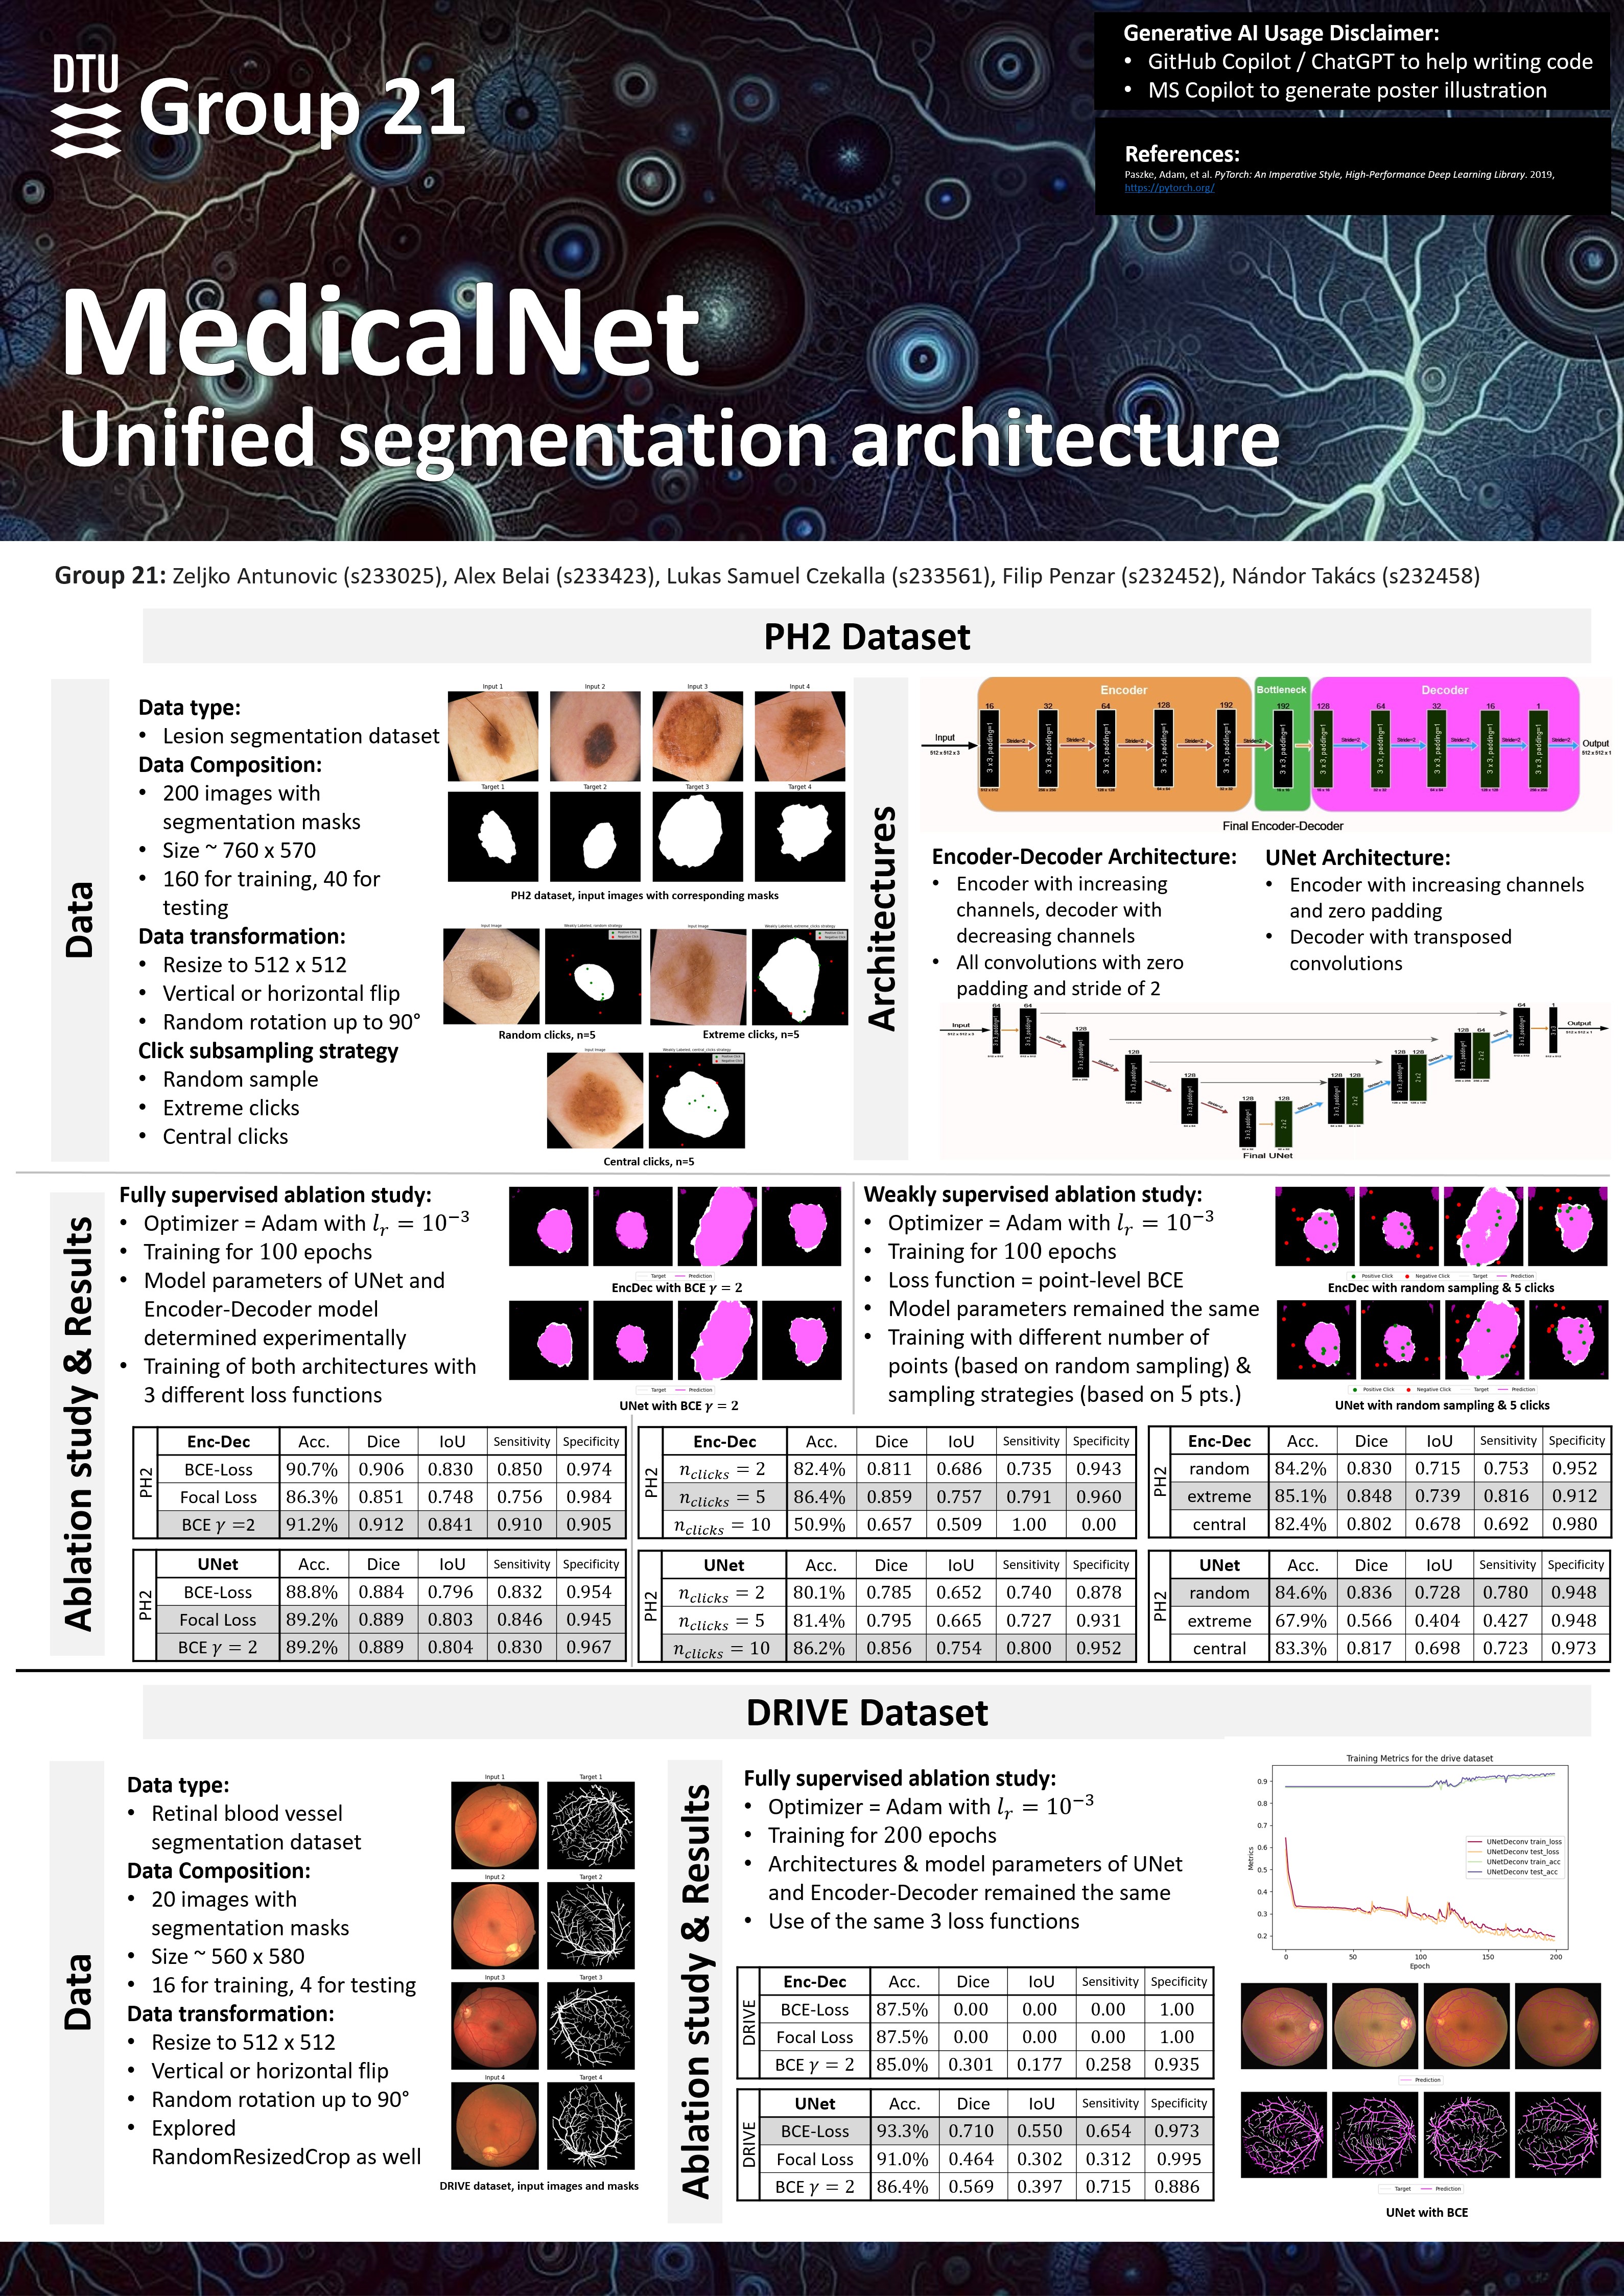 Generative AI Usage Disclaimer:
• GitHub Copilot / ChatGPT to help writing code
• MS Copilot to generate poster illustration
DTU
Group 21
References:
Paszke, Adam, et al. PyTorch: An Imperative Style, High-Performance Deep Learning Library. 2019,
https://pytorch.org/
MedicalNet
Unified segmentation architecture
Group 21: Zeljko Antunovic (s233025), Alex Belai (s233423), Lukas Samuel Czekalla (s233561), Filip Penzar (s232452), Nándor Takács (s232458)
PH2 Dataset
Data
Data type:
• Lesion segmentation dataset
Data Composition:
• 200 images with
segmentation masks
• Size ~ 760 x 570
• 160 for training, 40 for
testing
Data transformation:
• Resize to 512 x 512
• Vertical or horizontal flip
• Random rotation up to 90°
Click subsampling strategy
• Random sample
• Extreme clicks
• Central clicks
Input 1 Input 2 Input 3 Input 4
Target 1 Target 2 Target 3 Target 4
PH2 dataset, input images with corresponding masks
Random clicks, n=5
Extreme clicks, n=5
Central clicks, n=5
Architectures
Encoder Bottleneck Decoder
16 32 64 128 192 192 128 64 32 16 1
Input
512 x 512 x 3
3 x 3, padding=1
Stride=2
Output
512 x 512 x 1
Final Encoder-Decoder
Encoder-Decoder Architecture:
• Encoder with increasing
channels, decoder with
decreasing channels
• All convolutions with zero
padding and stride of 2
UNet Architecture:
• Encoder with increasing channels
and zero padding
• Decoder with transposed
convolutions
Input
64 64 128 128 128 128 128 128 128 128 128 128 64 64 1
Output
Final UNet
Ablation study & Results
Fully supervised ablation study:
• Optimizer = Adam with l_r = 10⁻³
• Training for 100 epochs
• Model parameters of UNet and
Encoder-Decoder model
determined experimentally
• Training of both architectures with
3 different loss functions
Target Prediction
EncDec with BCE γ = 2
Target Prediction
UNet with BCE γ = 2
Weakly supervised ablation study:
• Optimizer = Adam with l_r = 10⁻³
• Training for 100 epochs
• Loss function = point-level BCE
• Model parameters remained the same
• Training with different number of
points (based on random sampling) &
sampling strategies (based on 5 pts.)
Positive Click Negative Click Target Prediction
EncDec with random sampling & 5 clicks
Positive Click Negative Click Target Prediction
UNet with random sampling & 5 clicks
PH2
Enc-Dec Acc. Dice IoU Sensitivity Specificity
BCE-Loss 90.7% 0.906 0.830 0.850 0.974
Focal Loss 86.3% 0.851 0.748 0.756 0.984
BCE γ =2 91.2% 0.912 0.841 0.910 0.905
PH2
UNet Acc. Dice IoU Sensitivity Specificity
BCE-Loss 88.8% 0.884 0.796 0.832 0.954
Focal Loss 89.2% 0.889 0.803 0.846 0.945
BCE γ = 2 89.2% 0.889 0.804 0.830 0.967
PH2
Enc-Dec Acc. Dice IoU Sensitivity Specificity
n_clicks = 2 82.4% 0.811 0.686 0.735 0.943
n_clicks = 5 86.4% 0.859 0.757 0.791 0.960
n_clicks = 10 50.9% 0.657 0.509 1.00 0.00
PH2
UNet Acc. Dice IoU Sensitivity Specificity
n_clicks = 2 80.1% 0.785 0.652 0.740 0.878
n_clicks = 5 81.4% 0.795 0.665 0.727 0.931
n_clicks = 10 86.2% 0.856 0.754 0.800 0.952
PH2
Enc-Dec Acc. Dice IoU Sensitivity Specificity
random 84.2% 0.830 0.715 0.753 0.952
extreme 85.1% 0.848 0.739 0.816 0.912
central 82.4% 0.802 0.678 0.692 0.980
PH2
UNet Acc. Dice IoU Sensitivity Specificity
random 84.6% 0.836 0.728 0.780 0.948
extreme 67.9% 0.566 0.404 0.427 0.948
central 83.3% 0.817 0.698 0.723 0.973
DRIVE Dataset
Data
Data type:
• Retinal blood vessel
segmentation dataset
Data Composition:
• 20 images with
segmentation masks
• Size ~ 560 x 580
• 16 for training, 4 for testing
Data transformation:
• Resize to 512 x 512
• Vertical or horizontal flip
• Random rotation up to 90°
• Explored
RandomResizedCrop as well
Input 1 Target 1
Input 2 Target 2
Input 3 Target 3
Input 4 Target 4
DRIVE dataset, input images and masks
Ablation study & Results
Fully supervised ablation study:
• Optimizer = Adam with l_r = 10⁻³
• Training for 200 epochs
• Architectures & model parameters of UNet
and Encoder-Decoder remained the same
• Use of the same 3 loss functions
DRIVE
Enc-Dec Acc. Dice IoU Sensitivity Specificity
BCE-Loss 87.5% 0.00 0.00 0.00 1.00
Focal Loss 87.5% 0.00 0.00 0.00 1.00
BCE γ = 2 85.0% 0.301 0.177 0.258 0.935
DRIVE
UNet Acc. Dice IoU Sensitivity Specificity
BCE-Loss 93.3% 0.710 0.550 0.654 0.973
Focal Loss 91.0% 0.464 0.302 0.312 0.995
BCE γ = 2 86.4% 0.569 0.397 0.715 0.886
Training Metrics for the drive dataset
Metrics
0.9
0.8
0.7
0.6
0.5
0.4
0.3
0.2
UNetDeconv train_loss
UNetDeconv test_loss
UNetDeconv train_acc
UNetDeconv test_acc
0 50 100 150 200
Epoch
Prediction
Target Prediction
UNet with BCE